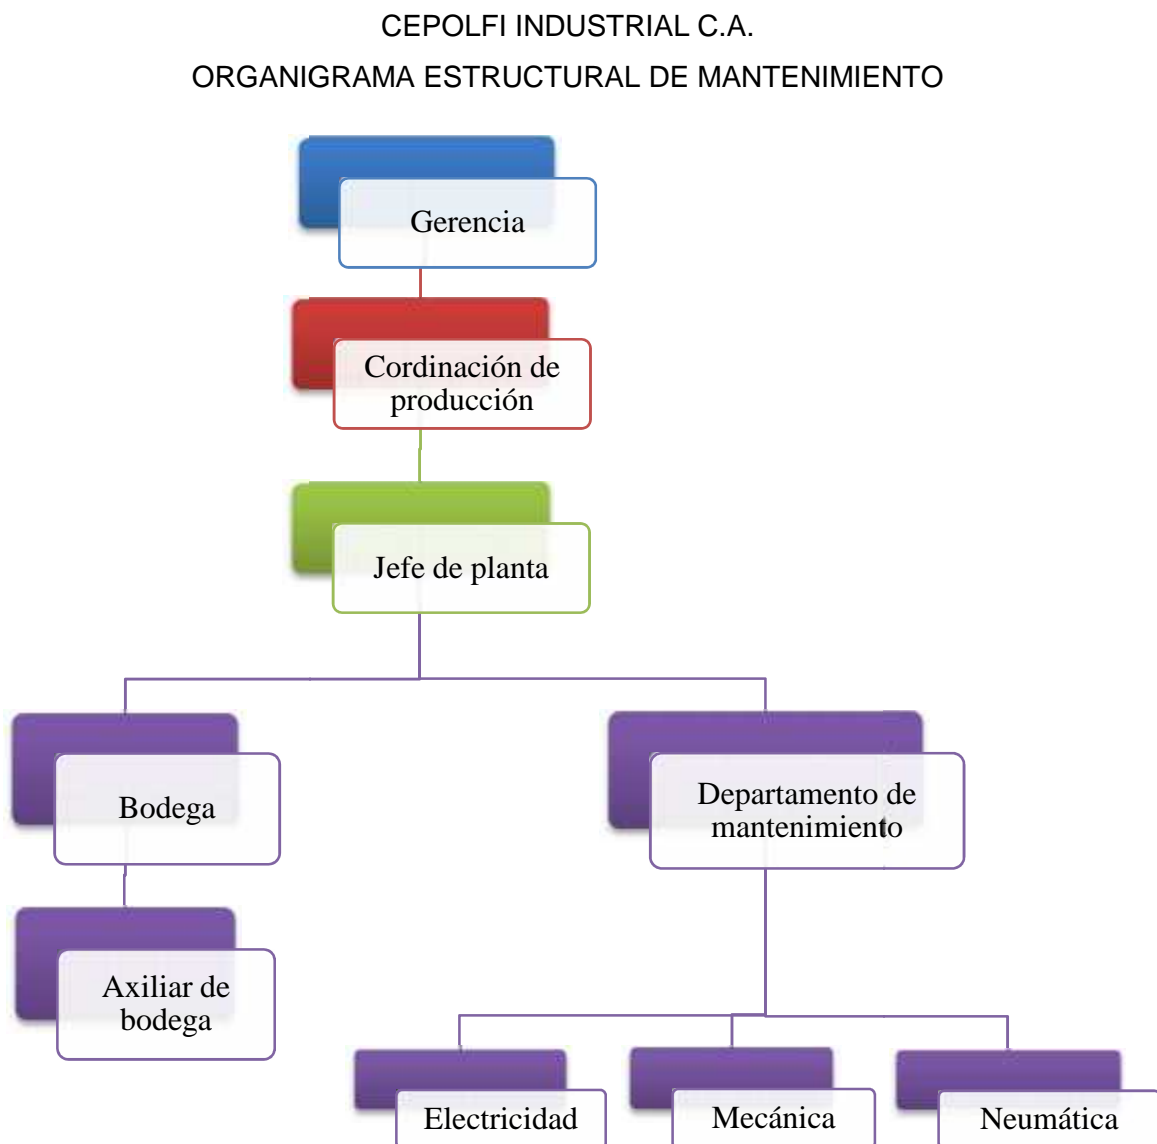 CEPOLFI INDUSTRIAL C.A.
ORGANIGRAMA ESTRUCTURAL DE MANTENIMIENTO
Gerencia
Cordinación de
producción
Jefe de planta
Bodega
Departamento de
mantenimiento
Axiliar de
bodega
Electricidad
Mecánica
Neumática